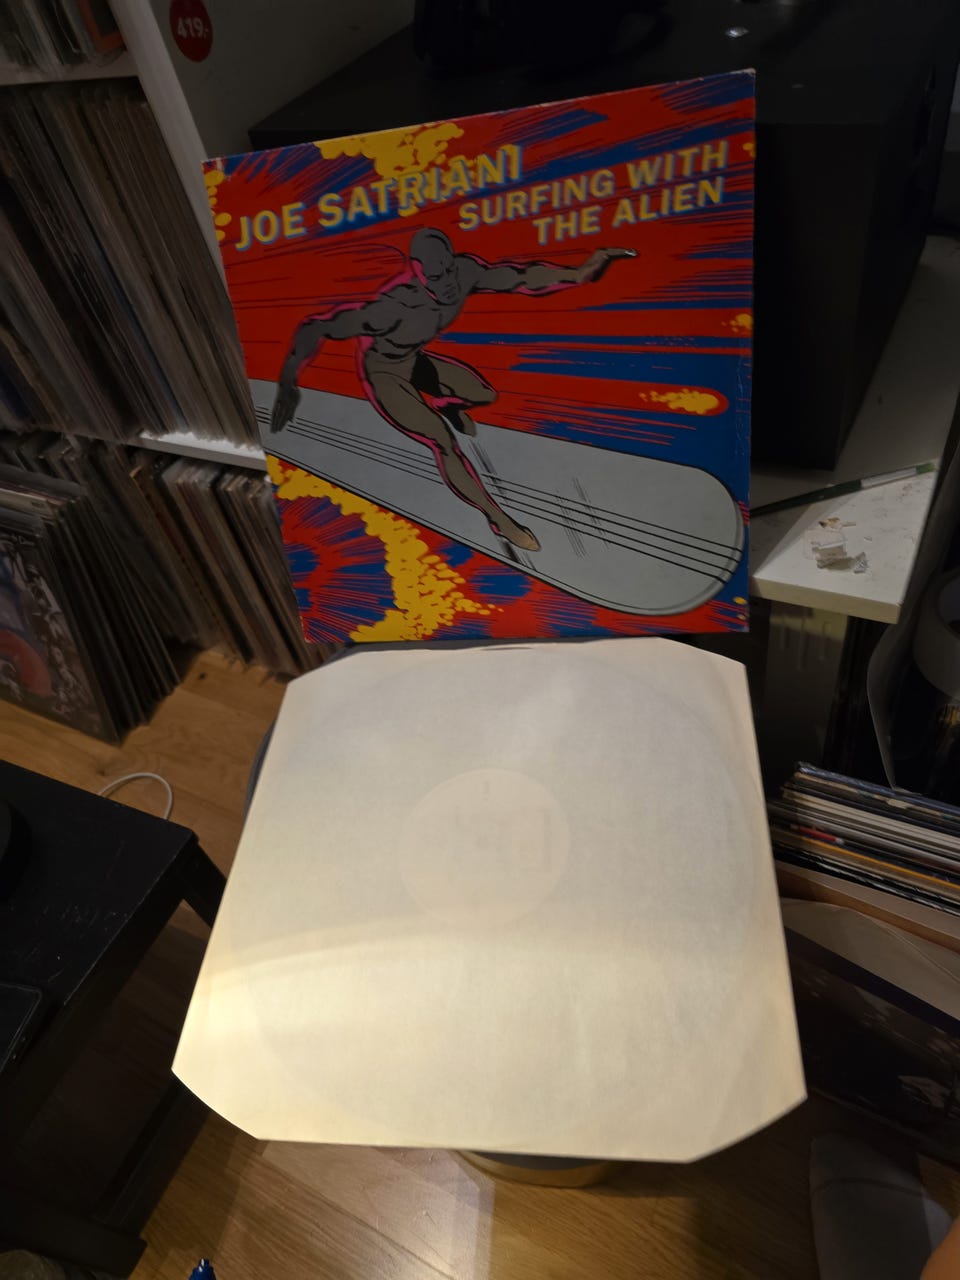 419,-
JOE SATRIANI
SURFING WITH
THE ALIEN